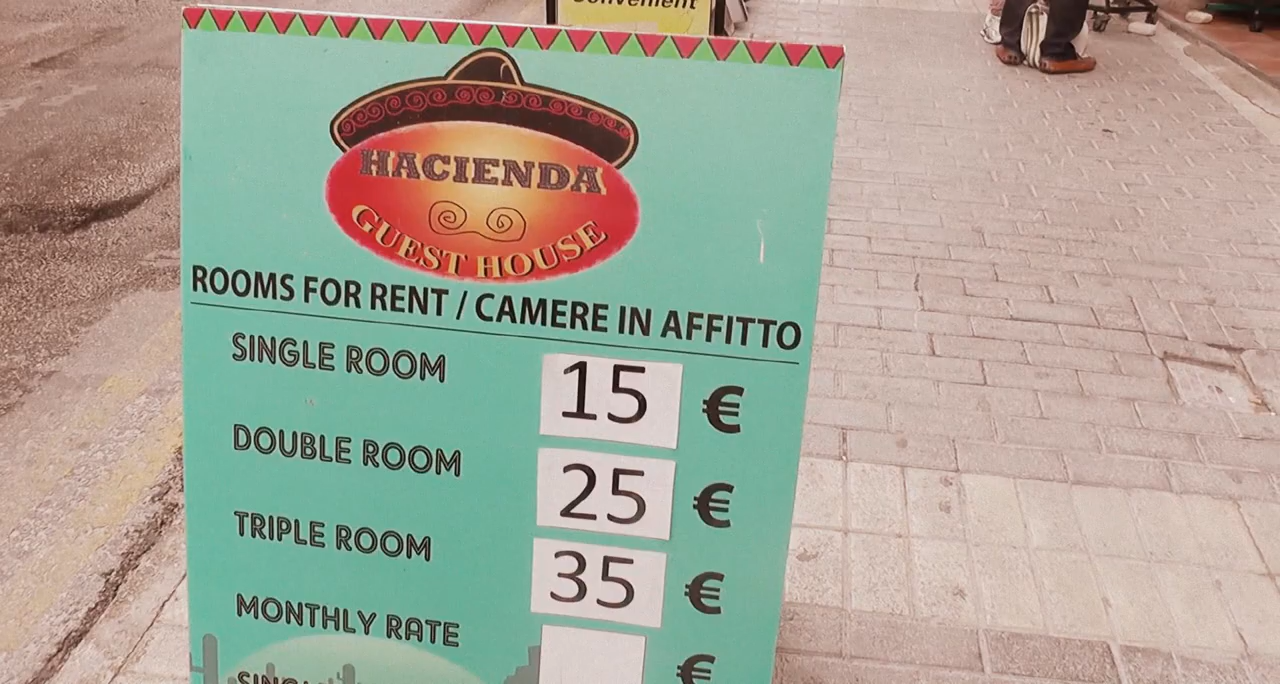 Convenient
HACIENDA
GUEST HOUSE
ROOMS FOR RENT / CAMERE IN AFFITTO
SINGLE ROOM 15 €
DOUBLE ROOM 25 €
TRIPLE ROOM 35 €
MONTHLY RATE €